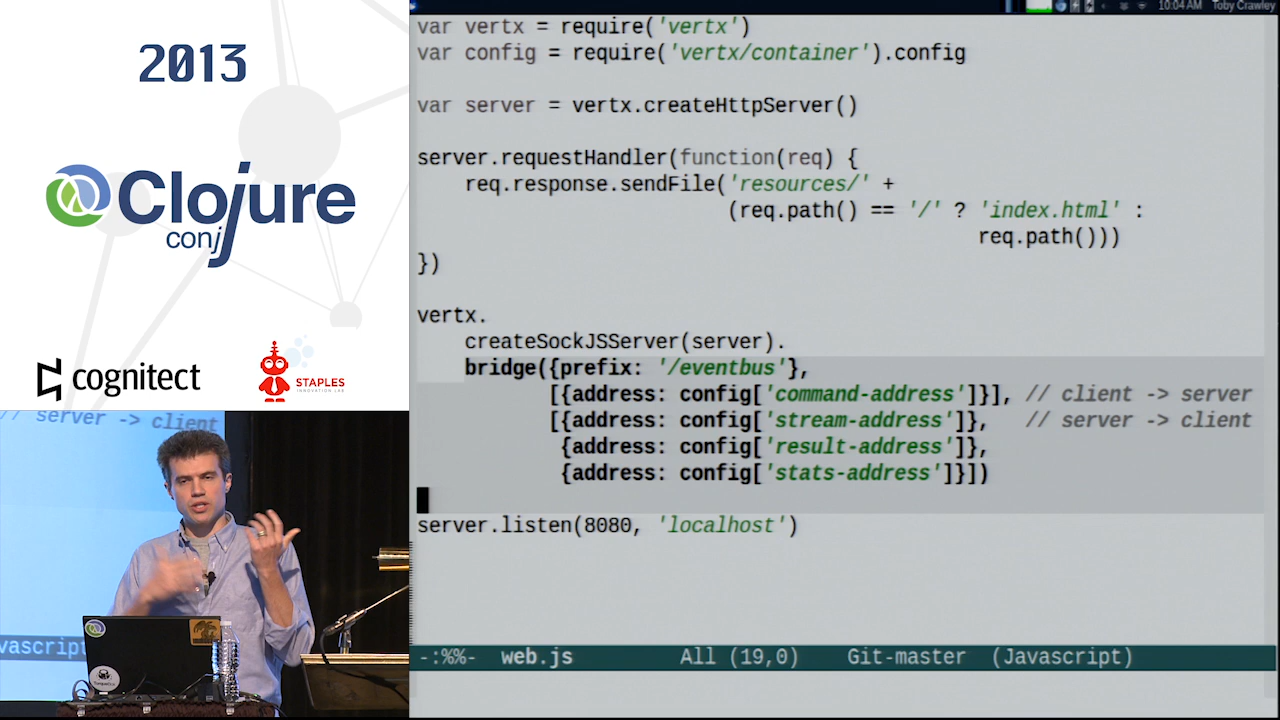 2013
Clojure
conj
cognitect
STAPLES
INNOVATION LAB
// server -> client
vascript
10:04 AM Toby Crawley
var vertx = require('vertx')
var config = require('vertx/container').config
var server = vertx.createHttpServer()
server.requestHandler(function(req) {
req.response.sendFile('resources/' +
(req.path() == '/' ? 'index.html' :
req.path()))
})
vertx.
createSockJSServer(server).
bridge({prefix: '/eventbus'},
[{address: config['command-address']}], // client -> server
[{address: config['stream-address']}, // server -> client
{address: config['result-address']},
{address: config['stats-address']}])
server.listen(8080, 'localhost')
-:%%- web.js All (19,0) Git-master (Javascript)